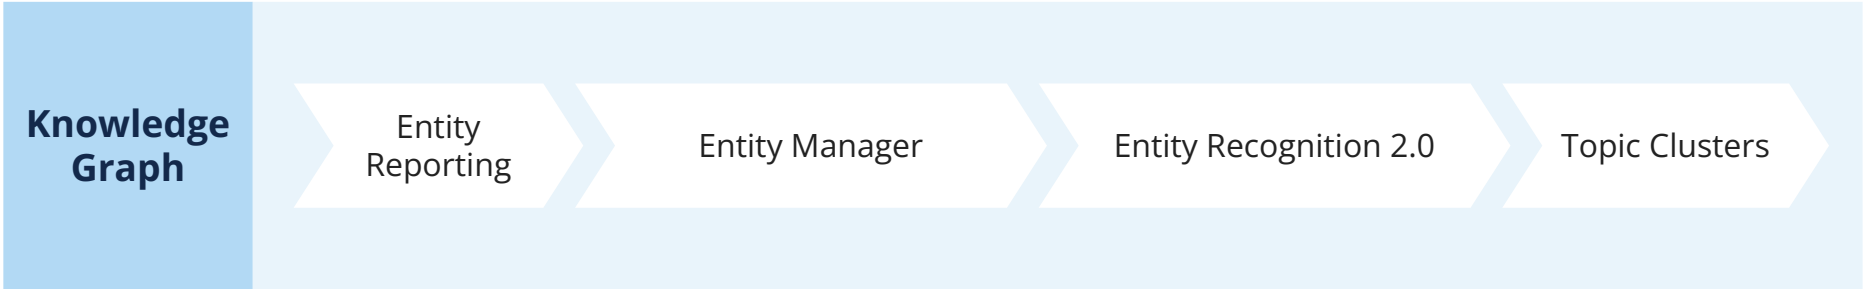 Knowledge
Graph
Entity
Reporting
Entity Manager
Entity Recognition 2.0
Topic Clusters